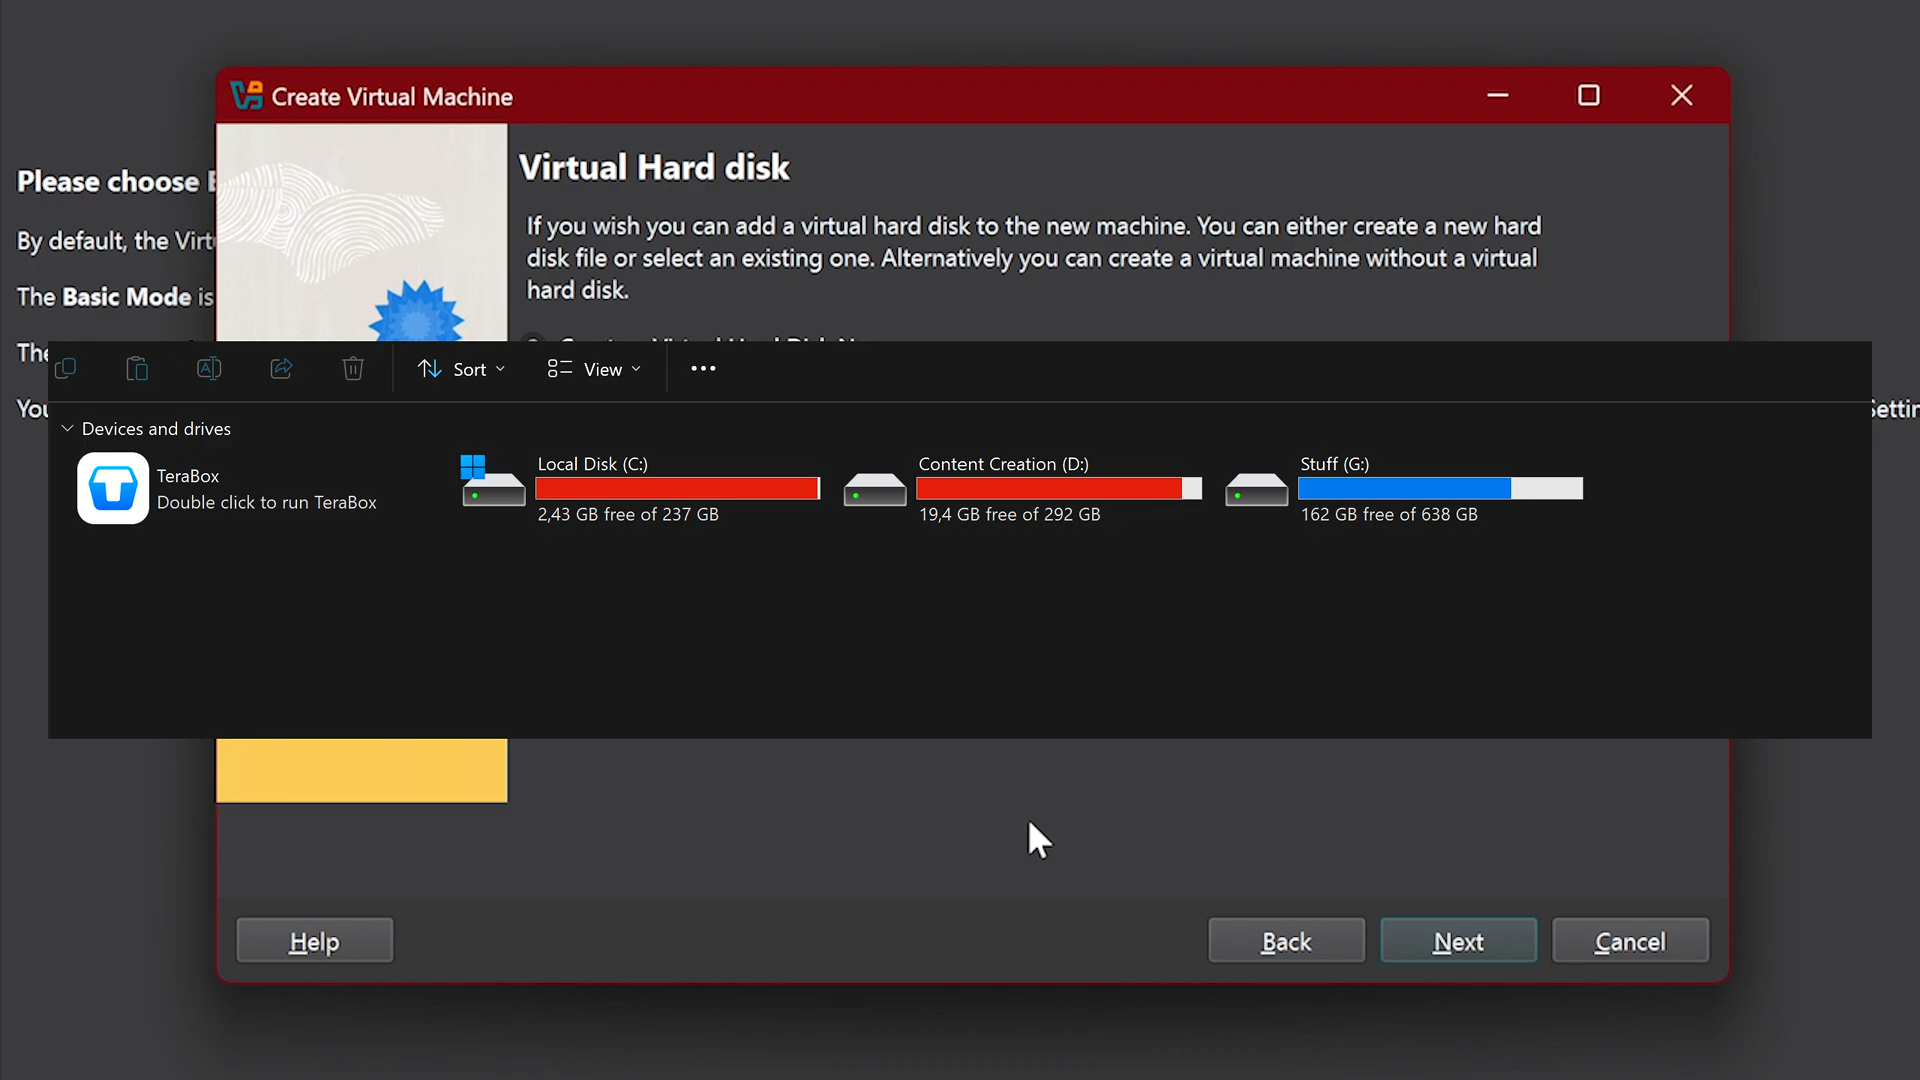 Create Virtual Machine
Virtual Hard disk
If you wish you can add a virtual hard disk to the new machine. You can either create a new hard
disk file or select an existing one. Alternatively you can create a virtual machine without a virtual
hard disk.
Please choose
By default, the Virt
The Basic Mode is
The
You
Sort
View
Devices and drives
TeraBox
Double click to run TeraBox
Local Disk (C:)
2,43 GB free of 237 GB
Content Creation (D:)
19,4 GB free of 292 GB
Stuff (G:)
162 GB free of 638 GB
Help
Back
Next
Cancel